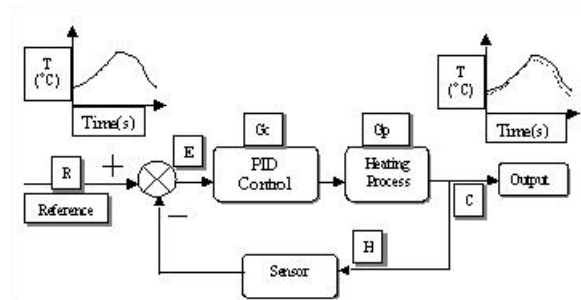 T
(°C)
Time(s)
T
(°C)
Time(s)
Gc
Gp
E
R
+
PID
Control
Heating
Process
Output
Reference
−
C
H
Sensor